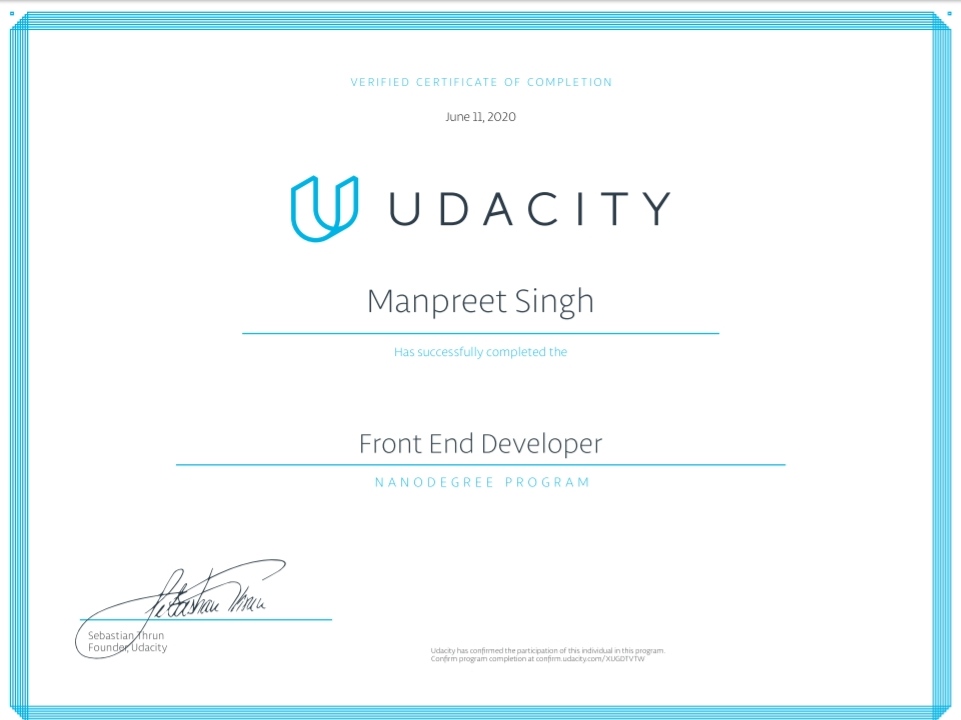 VERIFIED CERTIFICATE OF COMPLETION
June 11, 2020
UDACITY
Manpreet Singh
Has successfully completed the
Front End Developer
NANODEGREE PROGRAM
Sebastian Thrun
Sebastian Thrun
Founder, Udacity
Udacity has confirmed the participation of this individual in this program.
Confirm program completion at confirm.udacity.com/XUGDTVTW